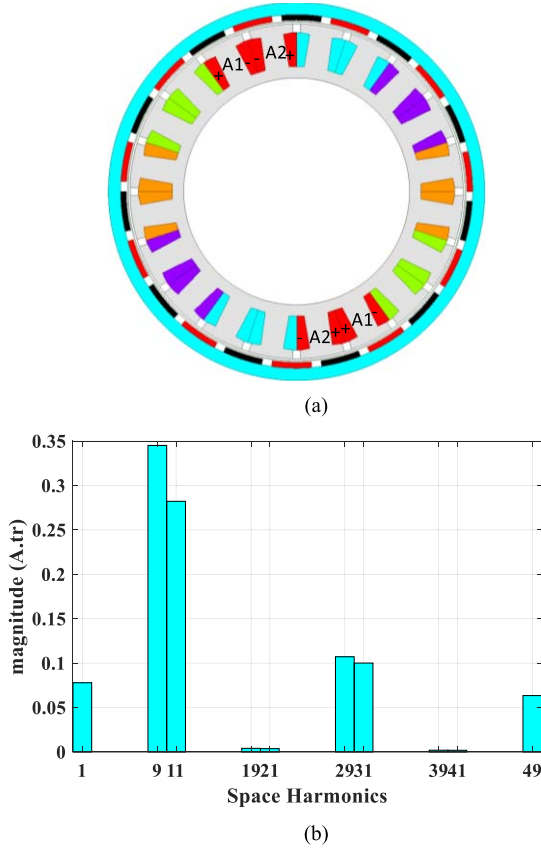 +A1-- A2+
- A2++A1-
(a)
0.35
0.3
0.25
0.2
0.15
0.1
0.05
0
magnitude (A.tr)
1 9 11 1921 2931 3941 49
Space Harmonics
(b)